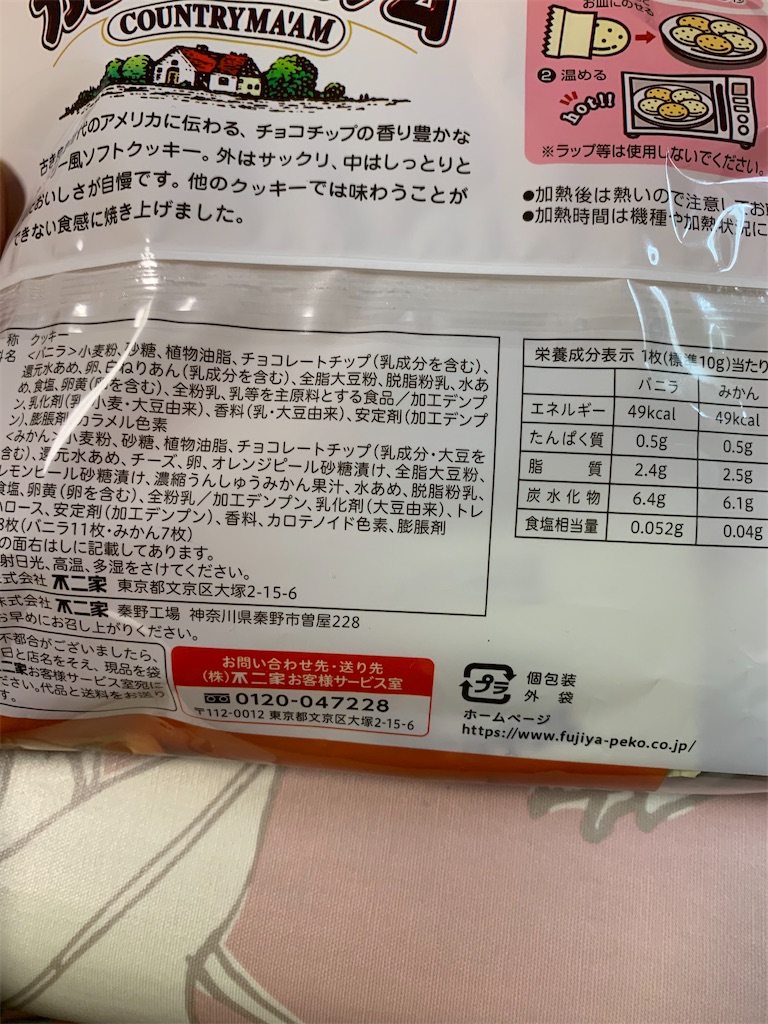 COUNTRYMA'AM
代のアメリカに伝わる、チョコチップの香り豊かな
風ソフトクッキー。外はサックリ、中はしっとりと
おいしさが自慢です。他のクッキーでは味わうことが
できない食感に焼き上げました。
お皿にのせる
❷ 温める
hot!!
※ラップ等は使用しないでください。
●加熱後は熱いので注意してお
●加熱時間は機種や加熱状況に
称 クッキー
名 <バニラ>小麦粉、砂糖、植物油脂、チョコレートチップ(乳成分を含む)、
還元水あめ、卵、白ねりあん(乳成分を含む)、全脂大豆粉、脱脂粉乳、水あ
め、食塩、卵黄(卵を含む)、全粉乳、乳等を主原料とする食品/加工デンプ
ン、乳化剤(乳・小麦・大豆由来)、香料(乳・大豆由来)、安定剤(加工デンプ
ン)、膨脹剤、カラメル色素
<みかん>小麦粉、砂糖、植物油脂、チョコレートチップ(乳成分・大豆を
含む)、還元水あめ、チーズ、卵、オレンジピール砂糖漬け、全脂大豆粉、
レモンピール砂糖漬け、濃縮うんしゅうみかん果汁、水あめ、脱脂粉乳、
食塩、卵黄(卵を含む)、全粉乳/加工デンプン、乳化剤(大豆由来)、トレ
ハロース、安定剤(加工デンプン)、香料、カロテノイド色素、膨脹剤
8枚(バニラ11枚・みかん7枚)
の面右はしに記載してあります。
射日光、高温、多湿をさけてください。
式会社 不二家 東京都文京区大塚2-15-6
株式会社 不二家 秦野工場 神奈川県秦野市曽屋228
お早めにお召し上がりください。
栄養成分表示 1枚(標準10g)当たり
バニラ みかん
エネルギー 49kcal 49kcal
たんぱく質 0.5g 0.5g
脂質 2.4g 2.5g
炭水化物 6.4g 6.1g
食塩相当量 0.052g 0.04g
不都合がございましたら、
日と店名をそえ、現品を袋
二家お客様サービス室宛に
ださい。代品と送料をお送り
す。
お問い合わせ先・送り先
(株)不二家お客様サービス室
0120-047228
〒112-0012 東京都文京区大塚2-15-6
プラ
個包装
外 袋
ホームページ
https://www.fujiya-peko.co.jp/